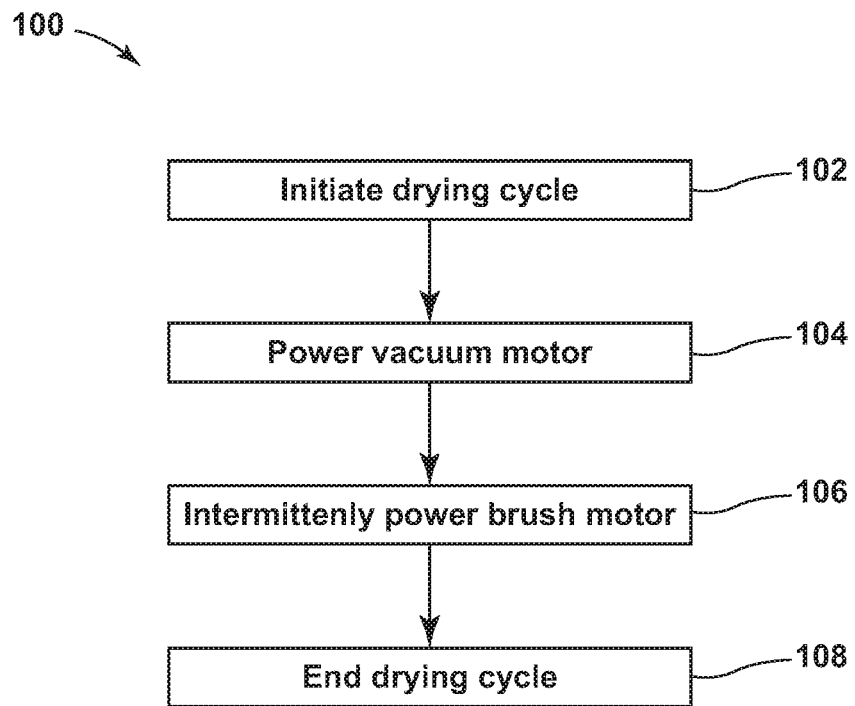 100
Initiate drying cycle
102
Power vacuum motor
104
Intermittenly power brush motor
106
End drying cycle
108